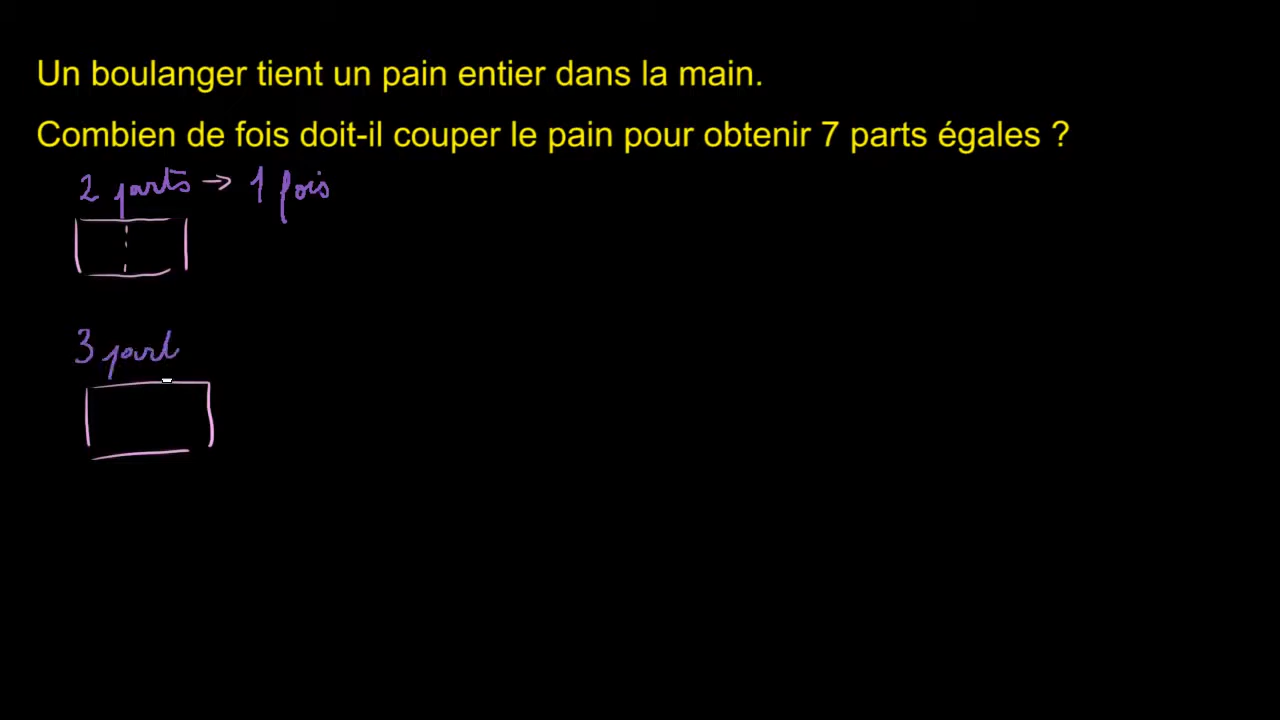 Un boulanger tient un pain entier dans la main.
Combien de fois doit-il couper le pain pour obtenir 7 parts égales ?
2 parts → 1 fois
3 part